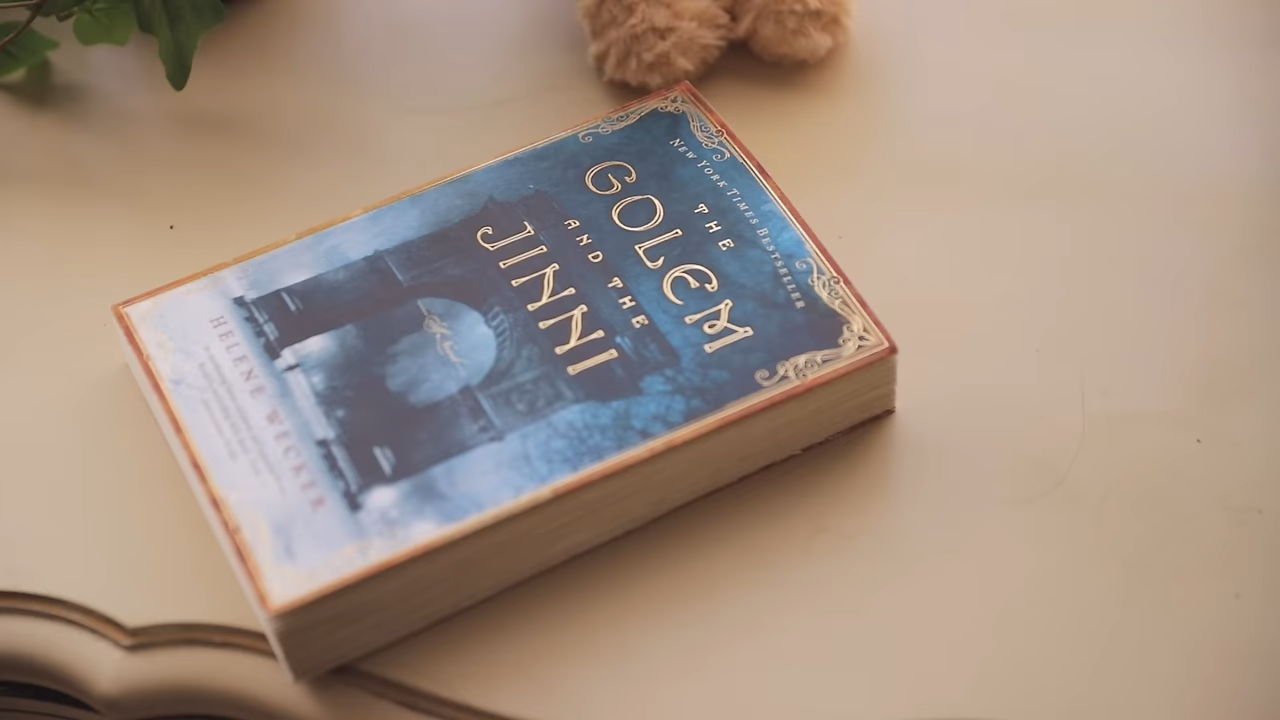 NEW YORK TIMES BESTSELLER
THE
GOLEM
AND THE
JINNI
HELENE WECKER